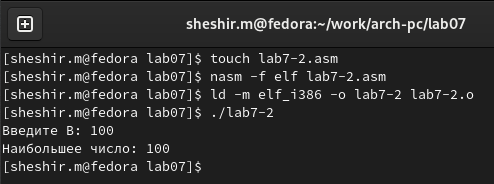 sheshir.m@fedora:~/work/arch-pc/lab07
[sheshir.m@fedora lab07]$ touch lab7-2.asm
[sheshir.m@fedora lab07]$ nasm -f elf lab7-2.asm
[sheshir.m@fedora lab07]$ ld -m elf_i386 -o lab7-2 lab7-2.o
[sheshir.m@fedora lab07]$ ./lab7-2
Введите B: 100
Наибольшее число: 100
[sheshir.m@fedora lab07]$